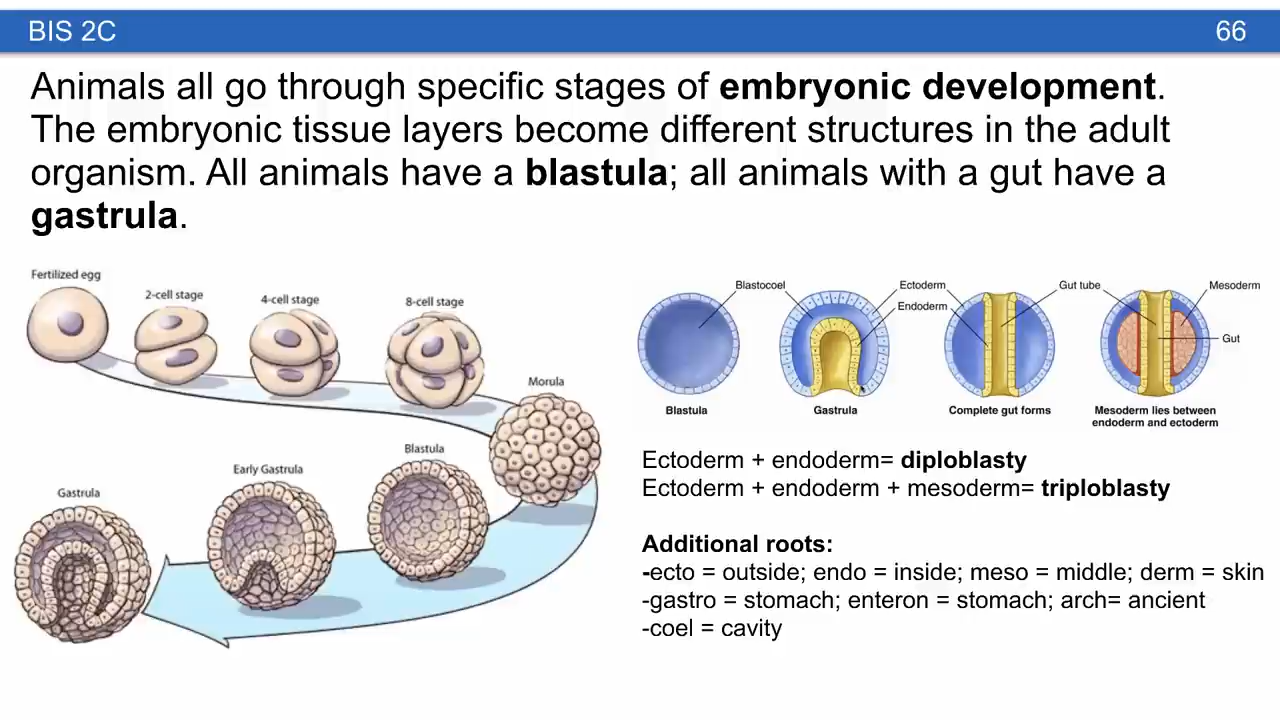 BIS 2C
66
Animals all go through specific stages of embryonic development.
The embryonic tissue layers become different structures in the adult
organism. All animals have a blastula; all animals with a gut have a
gastrula.
Fertilized egg
2-cell stage
4-cell stage
8-cell stage
Morula
Blastula
Early Gastrula
Gastrula
Blastocoel
Ectoderm
Endoderm
Gut tube
Mesoderm
Gut
Blastula
Gastrula
Complete gut forms
Mesoderm lies between
endoderm and ectoderm
Ectoderm + endoderm= diploblasty
Ectoderm + endoderm + mesoderm= triploblasty
Additional roots:
-ecto = outside; endo = inside; meso = middle; derm = skin
-gastro = stomach; enteron = stomach; arch= ancient
-coel = cavity